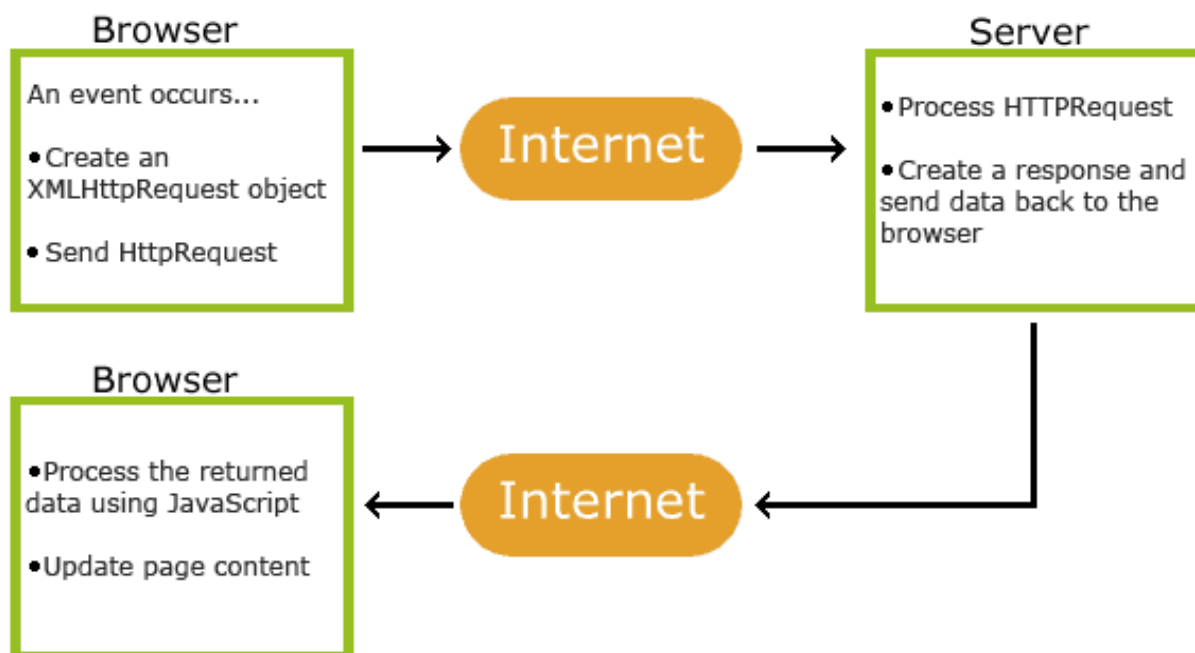 Browser
An event occurs...
•Create an
XMLHttpRequest object
• Send HttpRequest
Internet
Server
•Process HTTPRequest
•Create a response and
send data back to the
browser
Browser
•Process the returned
data using JavaScript
•Update page content
Internet